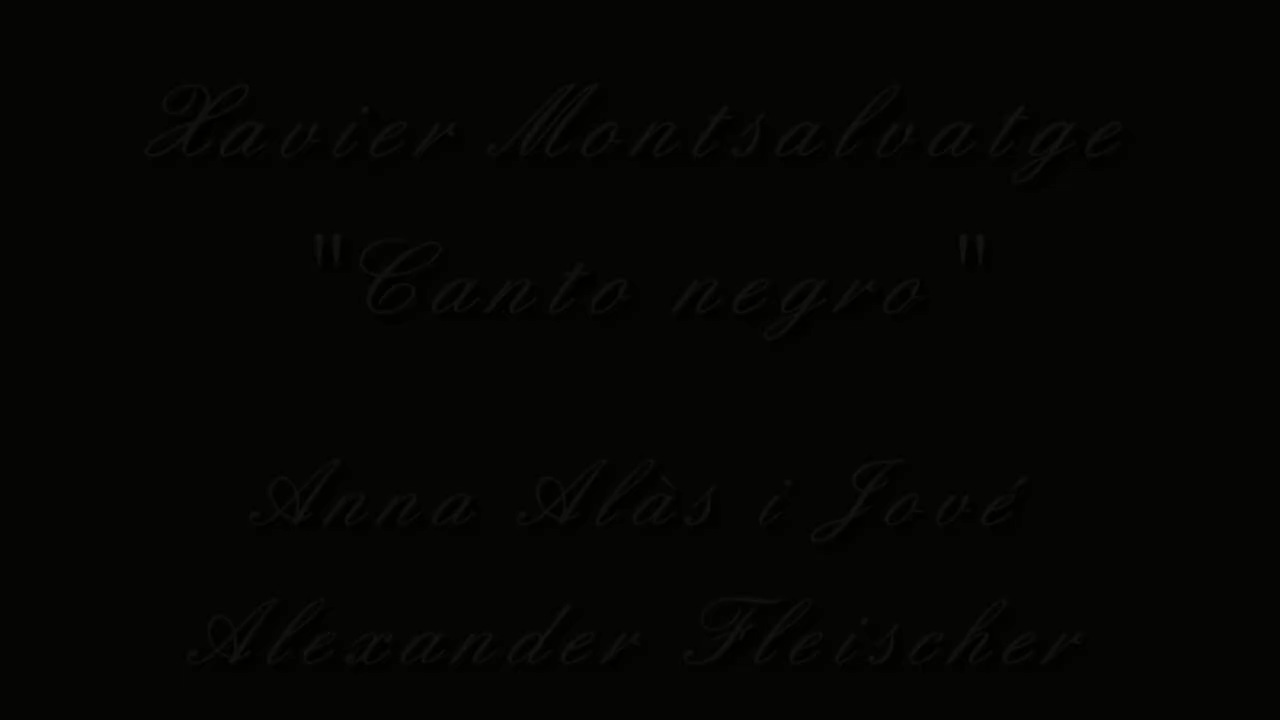 Xavier Montsalvatge
"Canto negro"
Anna Alàs i Jové
Alexander Fleischer